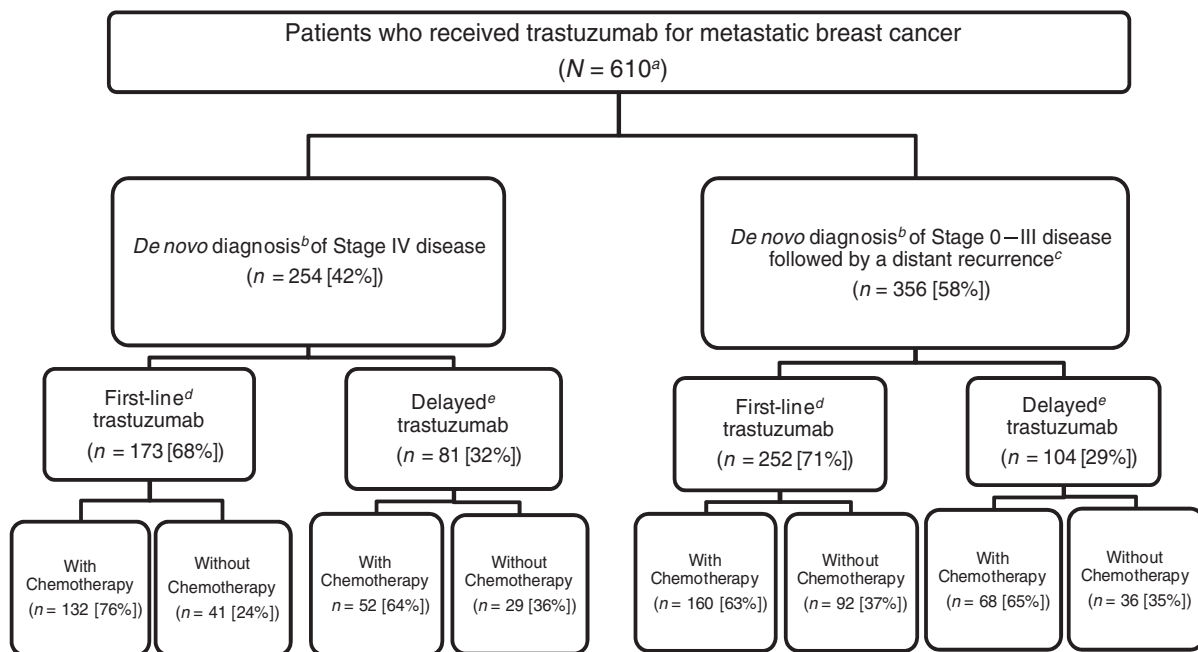 Patients who received trastuzumab for metastatic breast cancer
(N = 610a)
De novo diagnosisb of Stage IV disease
(n = 254 [42%])
De novo diagnosisb of Stage 0–III disease
followed by a distant recurrencec
(n = 356 [58%])
First-lined
trastuzumab
(n = 173 [68%])
Delayede
trastuzumab
(n = 81 [32%])
First-lined
trastuzumab
(n = 252 [71%])
Delayede
trastuzumab
(n = 104 [29%])
With
Chemotherapy
(n = 132 [76%])
Without
Chemotherapy
(n = 41 [24%])
With
Chemotherapy
n = 52 [64%])
Without
Chemotherapy
(n = 29 [36%])
With
Chemotherapy
(n = 160 [63%])
Without
Chemotherapy
(n = 92 [37%])
With
Chemotherapy
(n = 68 [65%])
Without
Chemotherapy
(n = 36 [35%])